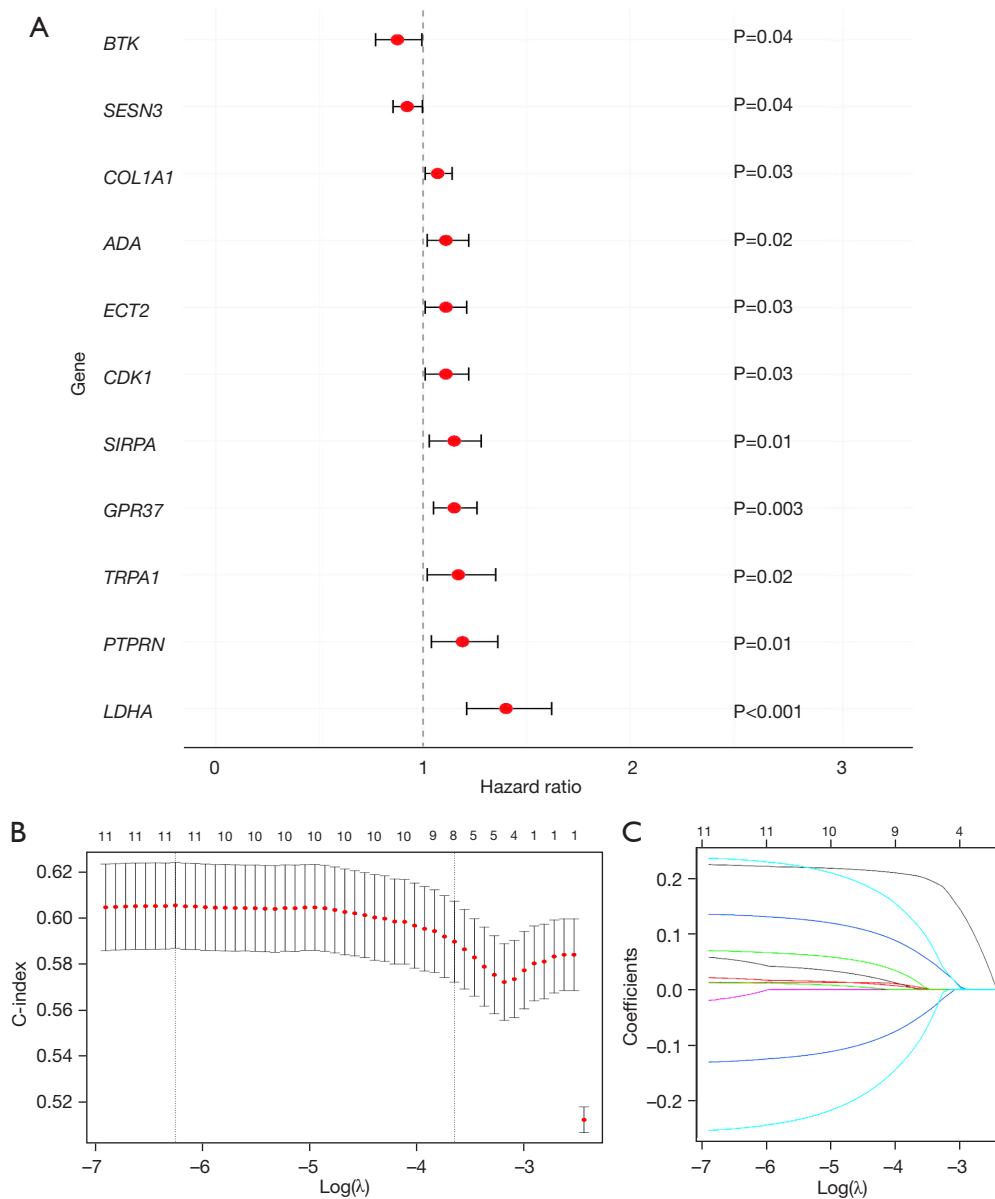 A
BTK P=0.04
SESN3 P=0.04
COL1A1 P=0.03
ADA P=0.02
ECT2 P=0.03
Gene
CDK1 P=0.03
SIRPA P=0.01
GPR37 P=0.003
TRPA1 P=0.02
PTPRN P=0.01
LDHA P<0.001
0 1 2 3
Hazard ratio
B
11 11 11 11 10 10 10 10 10 10 9 8 5 5 4 1 1 1
C-index
0.62
0.60
0.58
0.56
0.54
0.52
−7 −6 −5 −4 −3
Log(λ)
C
11 11 10 9 4
Coefficients
0.2
0.1
0.0
−0.1
−0.2
−7 −6 −5 −4 −3
Log(λ)